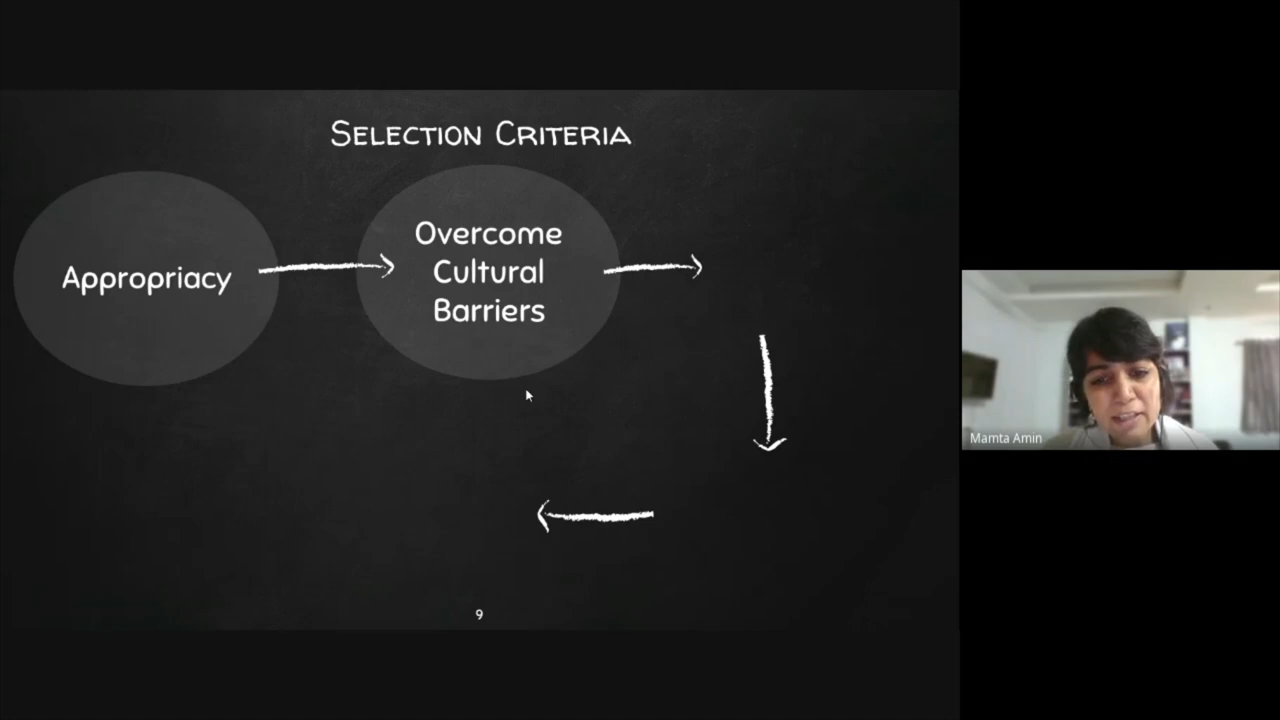 Selection Criteria
Appropriacy
Overcome
Cultural
Barriers
9
Mamta Amin